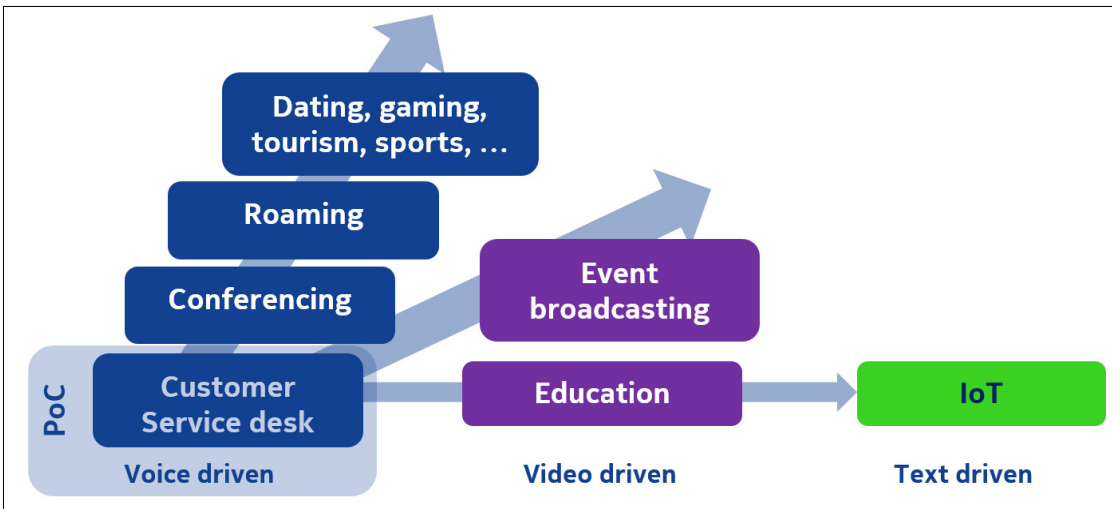 Dating, gaming,
tourism, sports, ...
Roaming
Conferencing
Event
broadcasting
PoC
Customer
Service desk
Education
IoT
Voice driven
Video driven
Text driven